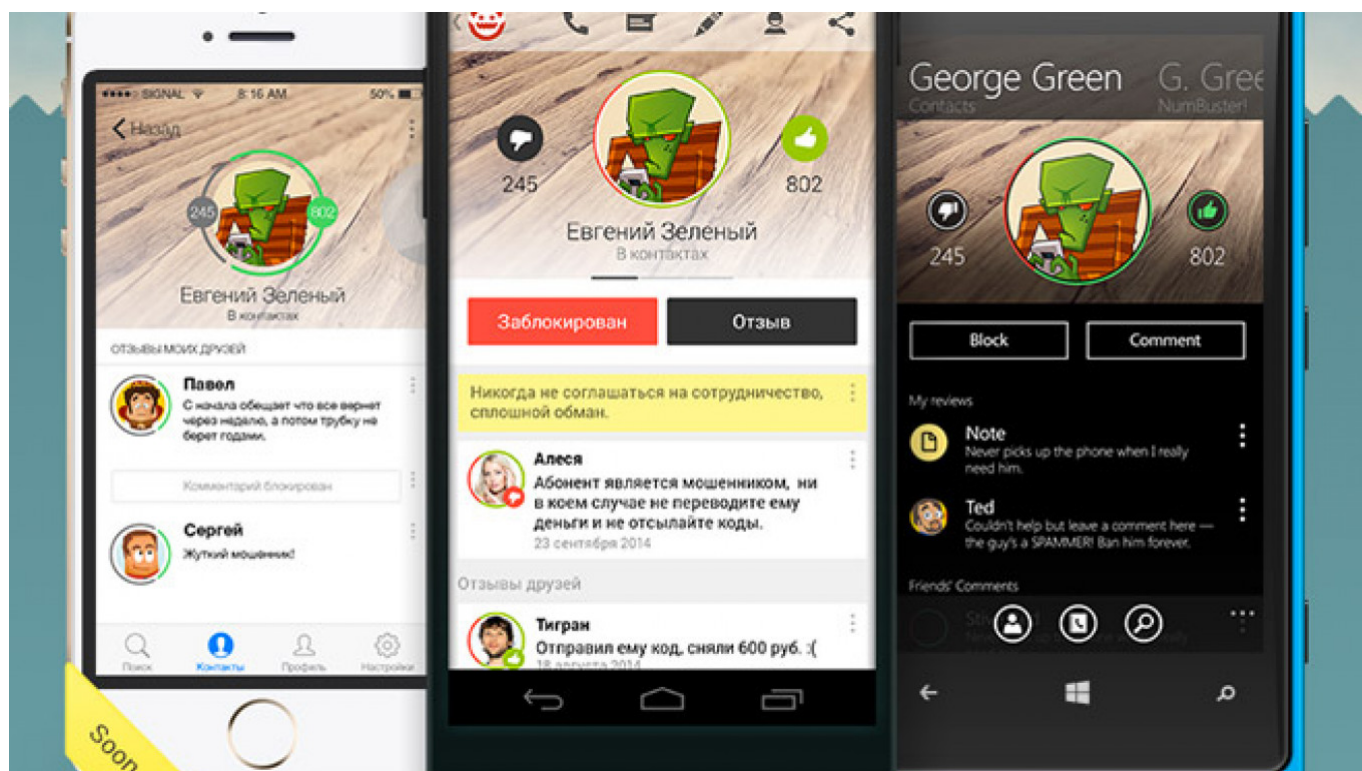 SIGNAL 8:16 AM 50%
Назад
245 802
Евгений Зеленый
В контактах
ОТЗЫВЫ МОИХ ДРУЗЕЙ
Павел
С начала обещает что все вернет
через неделю, а потом трубку не
берет годами.
Комментарий блокирован
Сергей
Жуткий мошенник!
Поиск Контакты Профиль Настройки
Soon
245 802
Евгений Зеленый
В контактах
Заблокирован Отзыв
Никогда не соглашаться на сотрудничество,
сплошной обман.
Алеся
Абонент является мошенником, ни
в коем случае не переводите ему
деньги и не отсылайте коды.
23 сентября 2014
Отзывы друзей
Тигран
Отправил ему код, сняли 600 руб. :(
18 августа 2014
George Green G. Gree
Contacts NumBuster!
245 802
Block Comment
My reviews
Note
Never picks up the phone when I really
need him.
Ted
Couldn't help but leave a comment here —
the guy's a SPAMMER! Ban him forever.
Friends' Comments